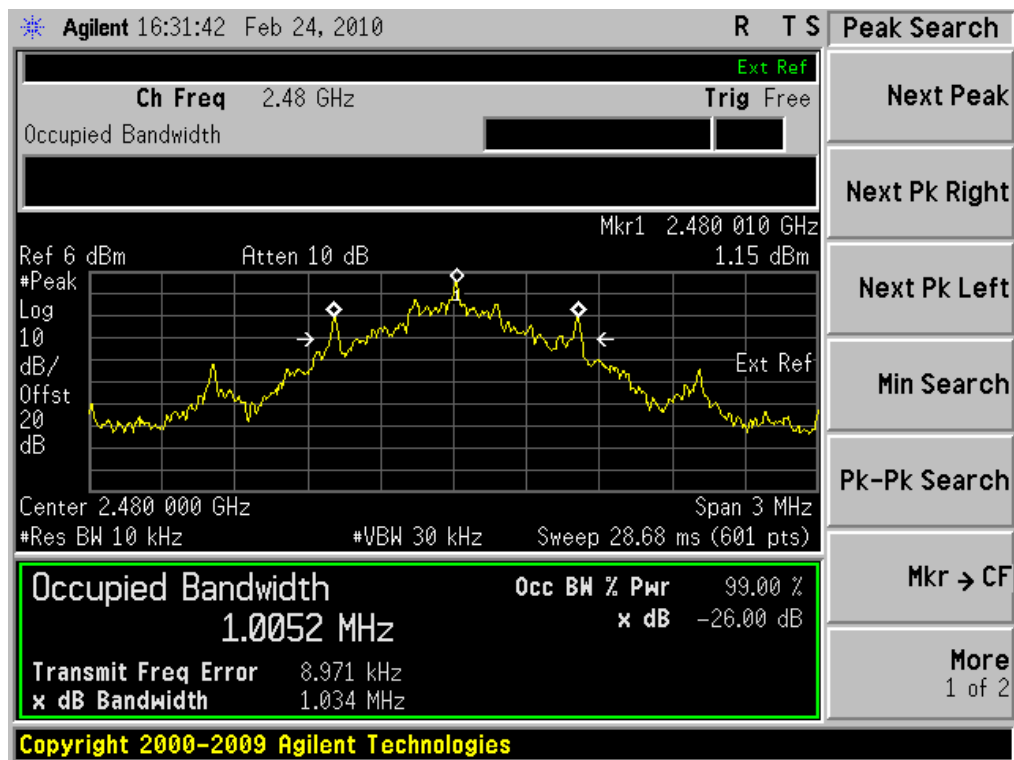 Agilent 16:31:42 Feb 24, 2010 R T S
Ext Ref
Ch Freq 2.48 GHz Trig Free
Occupied Bandwidth
Mkr1 2.480 010 GHz
Ref 6 dBm Atten 10 dB 1.15 dBm
#Peak
Log
10
dB/
Offst
20
dB
1
Ext Ref
Center 2.480 000 GHz Span 3 MHz
#Res BW 10 kHz #VBW 30 kHz Sweep 28.68 ms (601 pts)
Occupied Bandwidth Occ BW % Pwr 99.00 %
1.0052 MHz x dB -26.00 dB
Transmit Freq Error 8.971 kHz
x dB Bandwidth 1.034 MHz
Peak Search
Next Peak
Next Pk Right
Next Pk Left
Min Search
Pk-Pk Search
Mkr → CF
More
1 of 2
Copyright 2000-2009 Agilent Technologies